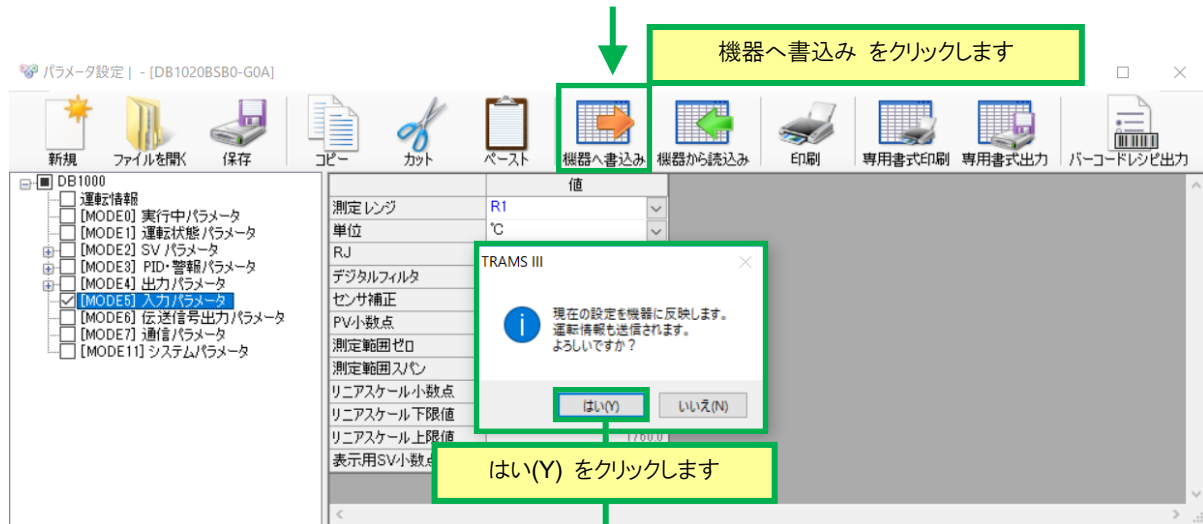 機器へ書込み をクリックします
パラメータ設定 | - [DB1020BSB0-G0A]
新規 ファイルを開く 保存 コピー カット ペースト 機器へ書込み 機器から読込み 印刷 専用書式印刷 専用書式出力 バーコードレシピ出力
DB1000
運転情報
[MODE0] 実行中パラメータ
[MODE1] 運転状態パラメータ
[MODE2] SV パラメータ
[MODE3] PID・警報パラメータ
[MODE4] 出力パラメータ
[MODE5] 入力パラメータ
[MODE6] 伝送信号出力パラメータ
[MODE7] 通信パラメータ
[MODE11] システムパラメータ
値
測定レンジ R1
単位 ℃
RJ
デジタルフィルタ
センサ補正
PV小数点
測定範囲ゼロ
測定範囲スパン
リニアスケール小数点
リニアスケール下限値
リニアスケール上限値 1760.0
表示用SV小数点
TRAMS III
現在の設定を機器に反映します。
運転情報も送信されます。
よろしいですか？
はい(Y) いいえ(N)
はい(Y) をクリックします